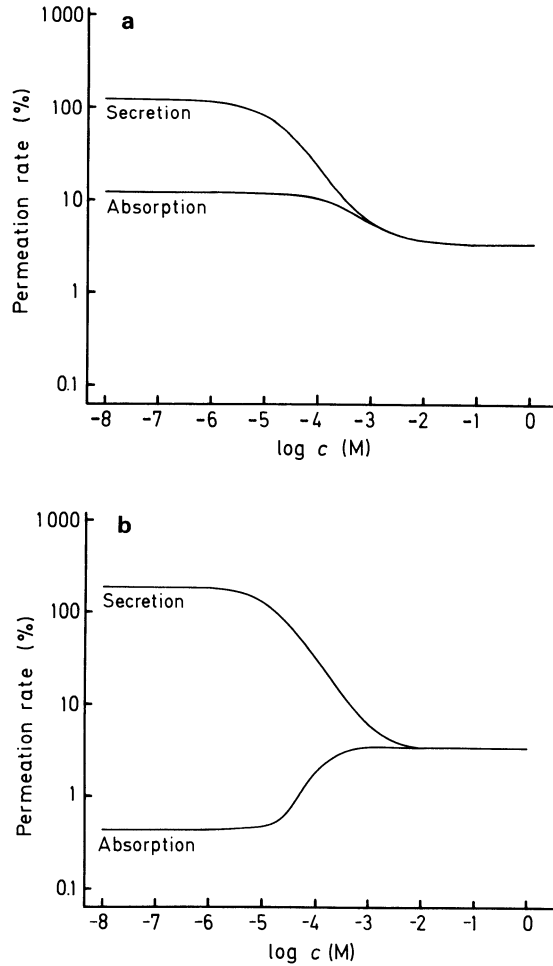 a
1000
100
10
1
0.1
Permeation rate (%)
Secretion
Absorption
-8 -7 -6 -5 -4 -3 -2 -1 0
log c (M)
b
1000
100
10
1
0.1
Permeation rate (%)
Secretion
Absorption
-8 -7 -6 -5 -4 -3 -2 -1 0
log c (M)